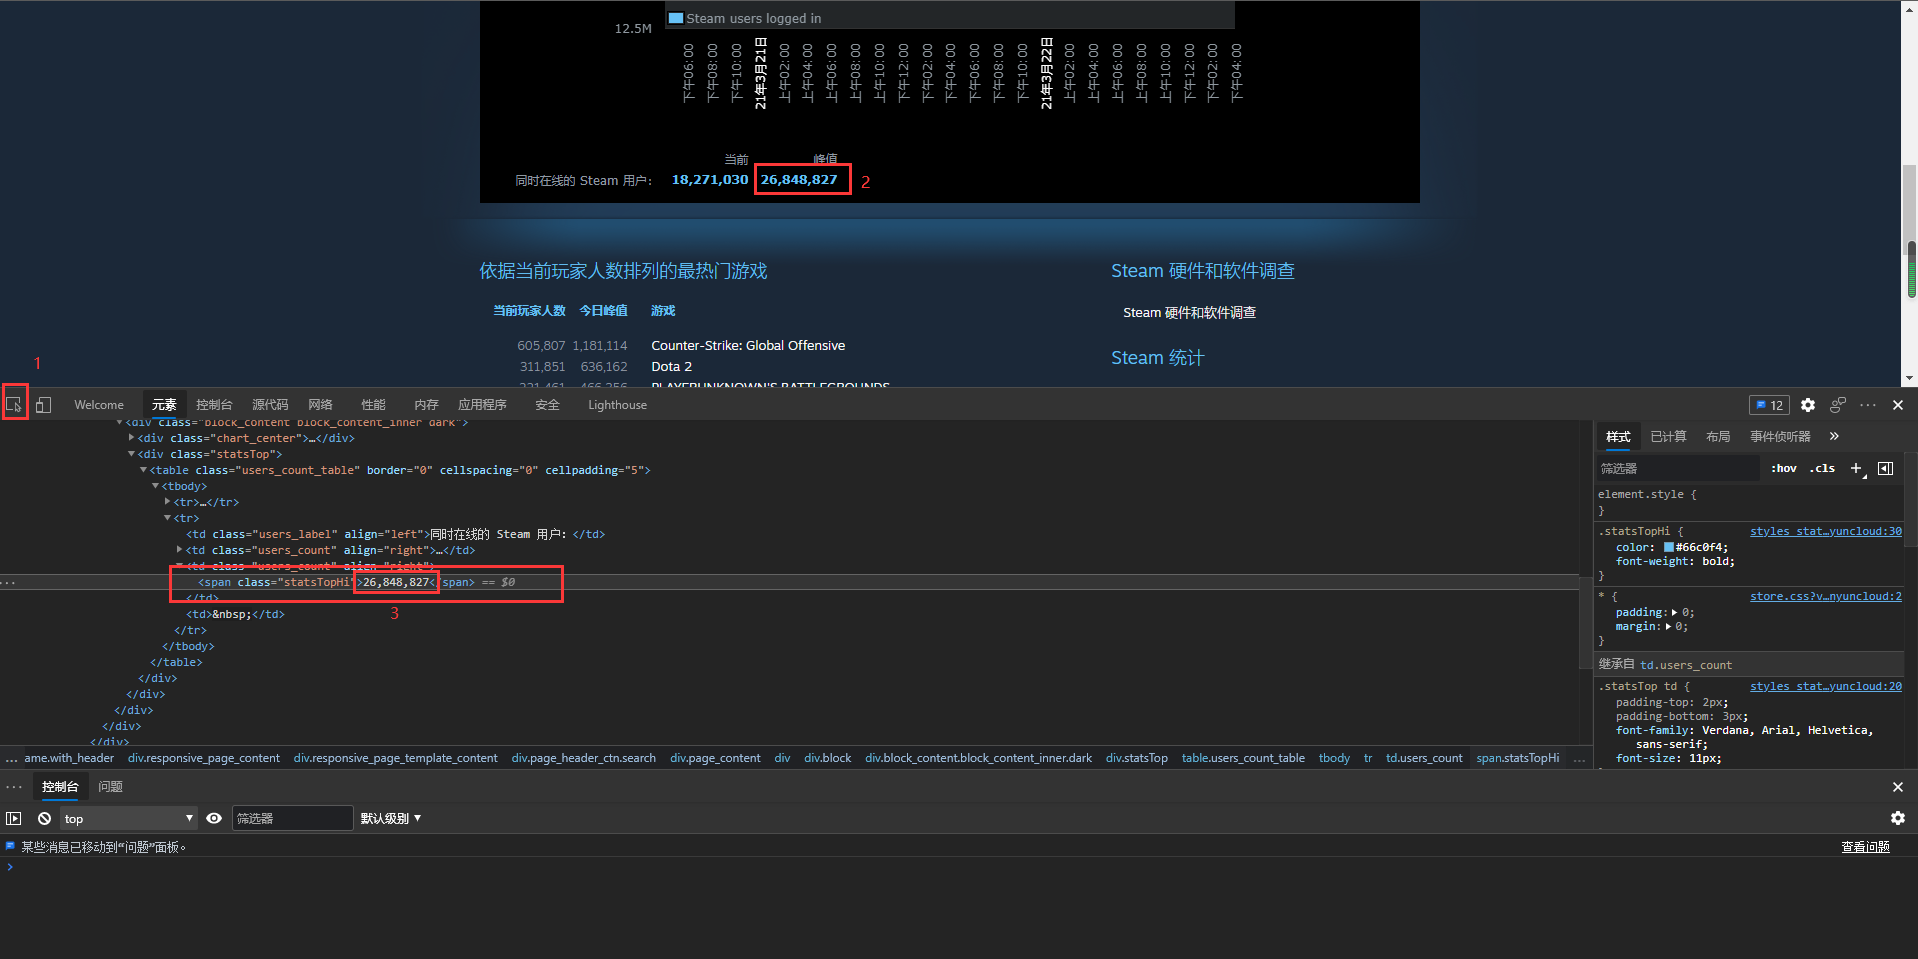 Steam users logged in
12.5M
下午06:00
下午08:00
下午10:00
21年3月21日
上午02:00
上午04:00
上午06:00
上午08:00
上午10:00
下午12:00
下午02:00
下午04:00
下午06:00
下午08:00
下午10:00
21年3月22日
上午02:00
上午04:00
上午06:00
上午08:00
上午10:00
下午12:00
下午02:00
下午04:00
当前 峰值
同时在线的 Steam 用户: 18,271,030 26,848,827 2
依据当前玩家人数排列的最热门游戏
Steam 硬件和软件调查
当前玩家人数 今日峰值 游戏
Steam 硬件和软件调查
605,807 1,181,114 Counter-Strike: Global Offensive
Steam 统计
311,851 636,162 Dota 2
PLAYERUNKNOWN'S BATTLEGROUNDS
1
Welcome 元素 控制台 源代码 网络 性能 内存 应用程序 安全 Lighthouse 12
<div class="block_content block_content_inner dark">
<div class="chart_center">…</div>
<div class="statsTop">
<table class="users_count_table" border="0" cellspacing="0" cellpadding="5">
<tbody>
<tr>…</tr>
<tr>
<td class="users_label" align="left">同时在线的 Steam 用户: </td>
<td class="users_count" align="right">…</td>
<td class="users_count" align="right">
... <span class="statsTopHi">26,848,827</span> == $0
</td>
3
<td>&nbsp;</td>
</tr>
</tbody>
</table>
</div>
</div>
</div>
</div>
</div>
样式 已计算 布局 事件侦听器 »
筛选器 :hov .cls +
element.style {
}
.statsTopHi { styles_stat…yuncloud:30
color: #66c0f4;
font-weight: bold;
}
* { store.css?v…nyuncloud:2
padding: 0;
margin: 0;
}
继承自 td.users_count
.statsTop td { styles_stat…yuncloud:20
padding-top: 2px;
padding-bottom: 3px;
font-family: Verdana, Arial, Helvetica,
sans-serif;
font-size: 11px;
... ame.with_header div.responsive_page_content div.responsive_page_template_content div.page_header_ctn.search div.page_content div div.block div.block_content.block_content_inner.dark div.statsTop table.users_count_table tbody tr td.users_count span.statsTopHi ...
控制台 问题
top 筛选器 默认级别
某些消息已移动到“问题”面板。 查看问题